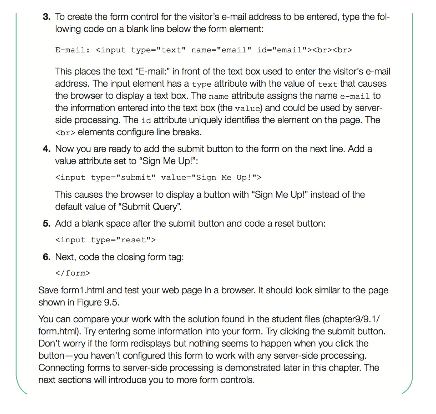 3. To create the form control for the visitor's e-mail address to be entered, type the fol-
lowing code on a blank line below the form element:
E-mail: <input type="text" name="email" id="email"><br><br>
This places the text "E-mail:" in front of the text box used to enter the visitor's e-mail
address. The input element has a type attribute with the value of text that causes
the browser to display a text box. The name attribute assigns the name e-mail to
the information entered into the text box (the value) and could be used by server-
side processing. The id attribute uniquely identifies the element on the page. The
<br> elements configure line breaks.
4. Now you are ready to add the submit button to the form on the next line. Add a
value attribute set to "Sign Me Up!":
<input type="submit" value="Sign Me Up!">
This causes the browser to display a button with "Sign Me Up!" instead of the
default value of "Submit Query".
5. Add a blank space after the submit button and code a reset button:
<input type="reset">
6. Next, code the closing form tag:
</form>
Save form1.html and test your web page in a browser. It should look similar to the page
shown in Figure 9.5.
You can compare your work with the solution found in the student files (chapter9/9.1/
form.html). Try entering some information into your form. Try clicking the submit button.
Don't worry if the form redisplays but nothing seems to happen when you click the
button—you haven't configured this form to work with any server-side processing.
Connecting forms to server-side processing is demonstrated later in this chapter. The
next sections will introduce you to more form controls.